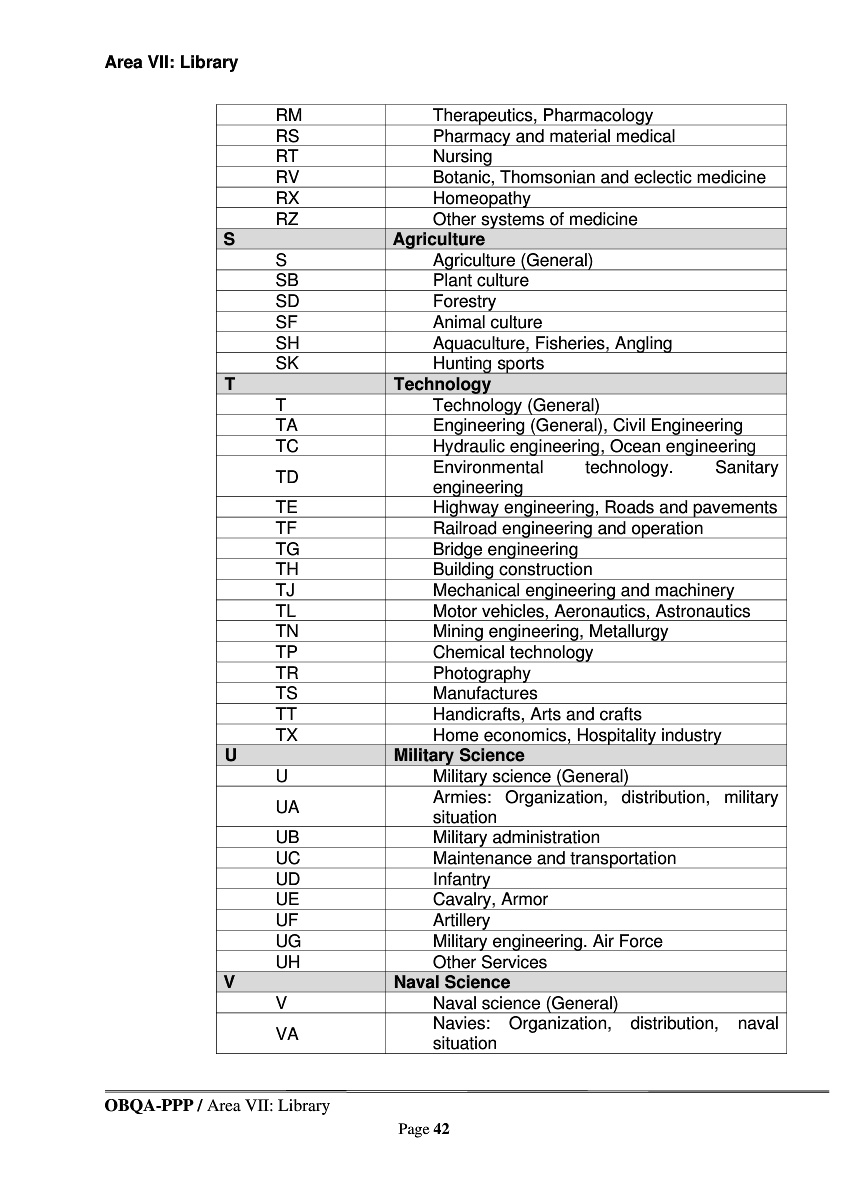 Area VII: Library
RM Therapeutics, Pharmacology
RS Pharmacy and material medical
RT Nursing
RV Botanic, Thomsonian and eclectic medicine
RX Homeopathy
RZ Other systems of medicine
S Agriculture
S Agriculture (General)
SB Plant culture
SD Forestry
SF Animal culture
SH Aquaculture, Fisheries, Angling
SK Hunting sports
T Technology
T Technology (General)
TA Engineering (General), Civil Engineering
TC Hydraulic engineering, Ocean engineering
TD Environmental technology. Sanitary
engineering
TE Highway engineering, Roads and pavements
TF Railroad engineering and operation
TG Bridge engineering
TH Building construction
TJ Mechanical engineering and machinery
TL Motor vehicles, Aeronautics, Astronautics
TN Mining engineering, Metallurgy
TP Chemical technology
TR Photography
TS Manufactures
TT Handicrafts, Arts and crafts
TX Home economics, Hospitality industry
U Military Science
U Military science (General)
UA Armies: Organization, distribution, military
situation
UB Military administration
UC Maintenance and transportation
UD Infantry
UE Cavalry, Armor
UF Artillery
UG Military engineering. Air Force
UH Other Services
V Naval Science
V Naval science (General)
VA Navies: Organization, distribution, naval
situation
OBQA-PPP / Area VII: Library
Page 42